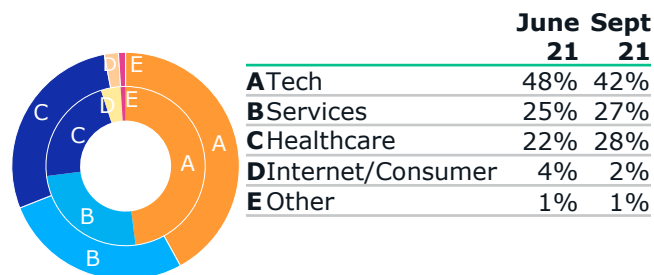 June Sept
21 21
A Tech 48% 42%
B Services 25% 27%
C Healthcare 22% 28%
D Internet/Consumer 4% 2%
E Other 1% 1%
D E
D E
C
C
A
A
B
B